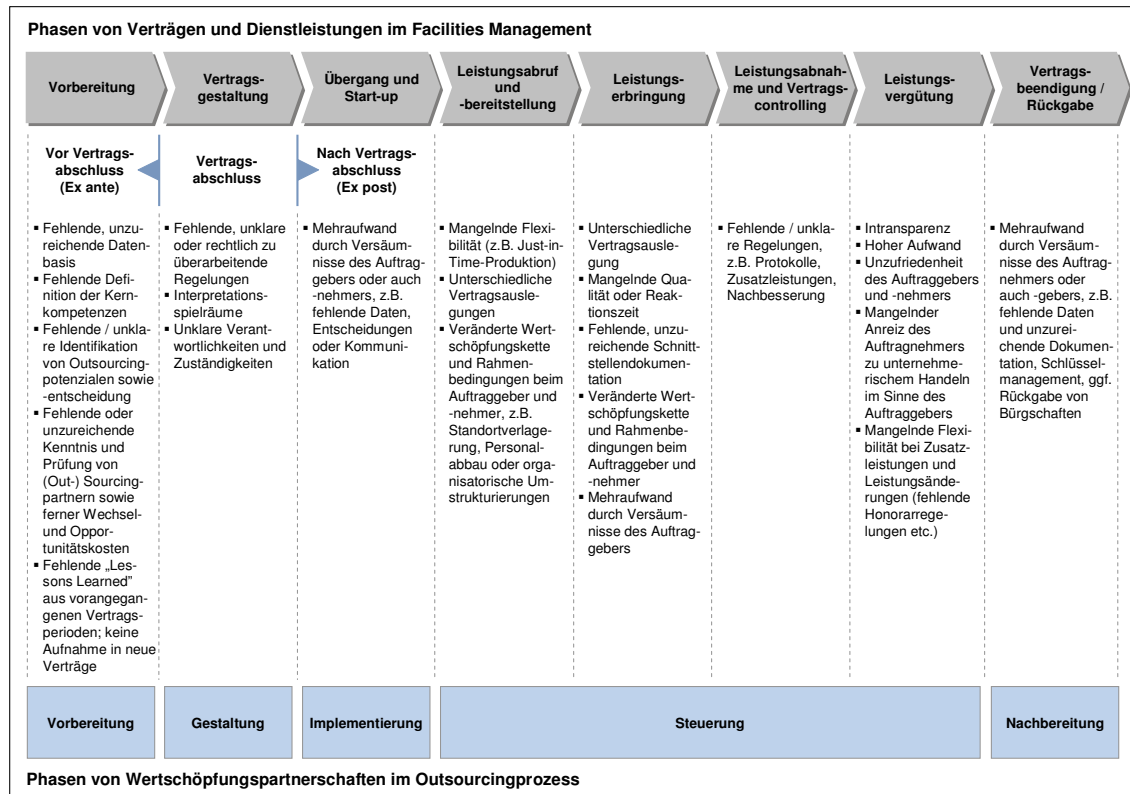 Phasen von Verträgen und Dienstleistungen im Facilities Management
Vorbereitung
Vertrags-
gestaltung
Übergang und
Start-up
Leistungsabruf
und
-bereitstellung
Leistungs-
erbringung
Leistungsabnah-
me und Vertrags-
controlling
Leistungs-
vergütung
Vertrags-
beendigung /
Rückgabe
Vor Vertrags-
abschluss
(Ex ante)
Vertrags-
abschluss
Nach Vertrags-
abschluss
(Ex post)
▪ Fehlende, unzu-
reichende Daten-
basis
▪ Fehlende Defi-
nition der Kern-
kompetenzen
▪ Fehlende / unkla-
re Identifikation
von Outsourcing-
potenzialen sowie
-entscheidung
▪ Fehlende oder
unzureichende
Kenntnis und
Prüfung von
(Out-) Sourcing-
partnern sowie
ferner Wechsel-
und Oppor-
tunitätskosten
▪ Fehlende „Les-
sons Learned”
aus vorangegan-
genen Vertrags-
perioden; keine
Aufnahme in neue
Verträge
▪ Fehlende, unklare
oder rechtlich zu
überarbeitende
Regelungen
▪ Interpretations-
spielräume
▪ Unklare Verant-
wortlichkeiten und
Zuständigkeiten
▪ Mehraufwand
durch Versäum-
nisse des Auftrag-
gebers oder auch
-nehmers, z.B.
fehlende Daten,
Entscheidungen
oder Kommuni-
kation
▪ Mangelnde Flexi-
bilität (z.B. Just-in-
Time-Produktion)
▪ Unterschiedliche
Vertragsausle-
gungen
▪ Veränderte Wert-
schöpfungskette
und Rahmen-
bedingungen beim
Auftraggeber und
-nehmer, z.B.
Standortverlage-
rung, Personal-
abbau oder orga-
nisatorische Um-
strukturierungen
▪ Unterschiedliche
Vertragsausle-
gung
▪ Mangelnde Qua-
lität oder Reak-
tionszeit
▪ Fehlende, unzu-
reichende Schnitt-
stellendokumen-
tation
▪ Veränderte Wert-
schöpfungskette
und Rahmenbe-
dingungen beim
Auftraggeber und
-nehmer
▪ Mehraufwand
durch Versäum-
nisse des Auftrag-
gebers
▪ Fehlende / un-
klare Regelungen,
z.B. Protokolle,
Zusatzleistungen,
Nachbesserung
▪ Intransparenz
▪ Hoher Aufwand
▪ Unzufriedenheit
des Auftraggebers
und -nehmers
▪ Mangelnder
Anreiz des
Auftragnehmers
zu unternehme-
rischem Handeln
im Sinne des
Auftraggebers
▪ Mangelnde Flexi-
bilität bei Zusatz-
leistungen und
Leistungsände-
rungen (fehlende
Honorarrege-
lungen etc.)
▪ Mehraufwand
durch Versäum-
nisse des Auftrag-
nehmers oder
auch -gebers, z.B.
fehlende Daten
und unzurei-
chende Dokumen-
tation, Schlüssel-
management, ggf.
Rückgabe von
Bürgschaften
Vorbereitung
Gestaltung
Implementierung
Steuerung
Nachbereitung
Phasen von Wertschöpfungspartnerschaften im Outsourcingprozess